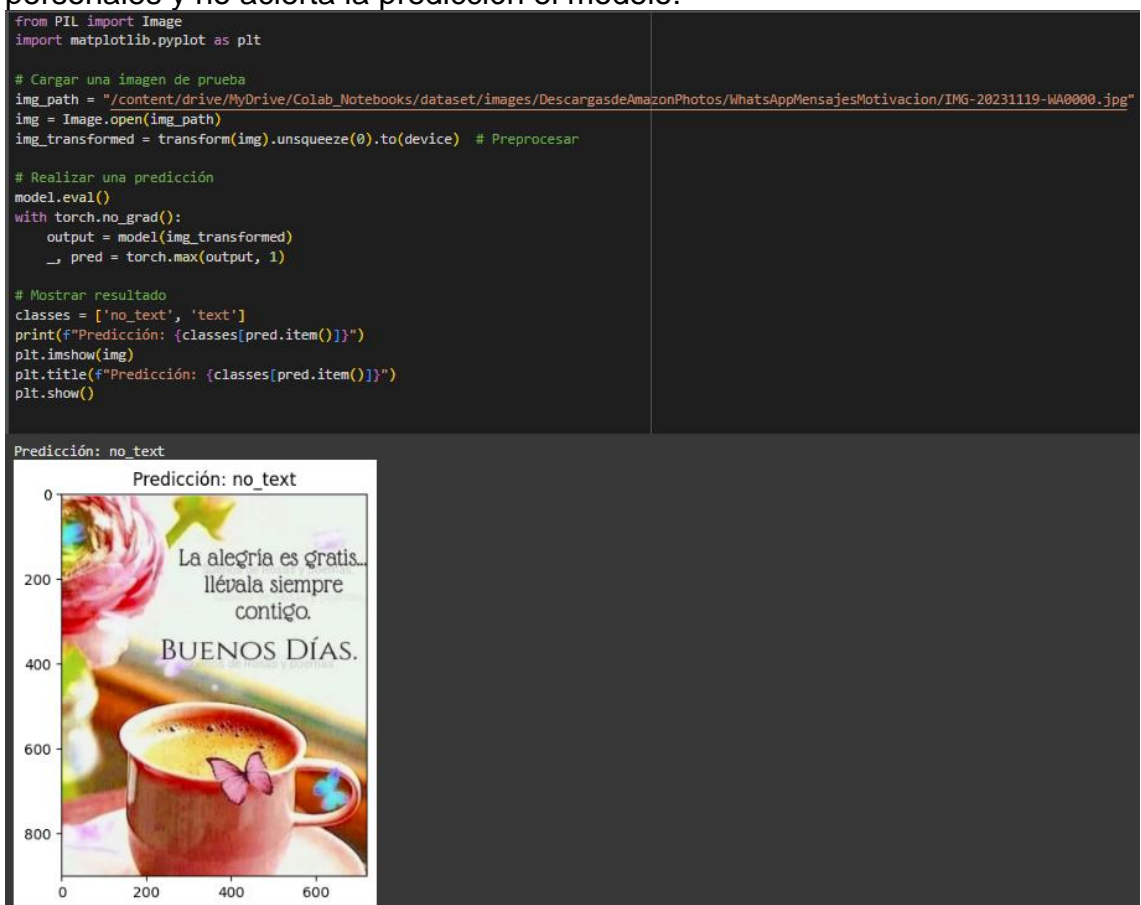 personales y no acierta la predicción el modelo.
from PIL import Image
import matplotlib.pyplot as plt
# Cargar una imagen de prueba
img_path = "/content/drive/MyDrive/Colab_Notebooks/dataset/images/DescargasdeAmazonPhotos/WhatsAppMensajesMotivacion/IMG-20231119-WA0000.jpg"
img = Image.open(img_path)
img_transformed = transform(img).unsqueeze(0).to(device)  # Preprocesar
# Realizar una predicción
model.eval()
with torch.no_grad():
    output = model(img_transformed)
    _, pred = torch.max(output, 1)
# Mostrar resultado
classes = ['no_text', 'text']
print(f"Predicción: {classes[pred.item()]}")
plt.imshow(img)
plt.title(f"Predicción: {classes[pred.item()]}")
plt.show()
Predicción: no_text
Predicción: no_text
0
La alegría es gratis...
200
llévala siempre
contigo.
BUENOS DÍAS.
400
600
800
0 200 400 600